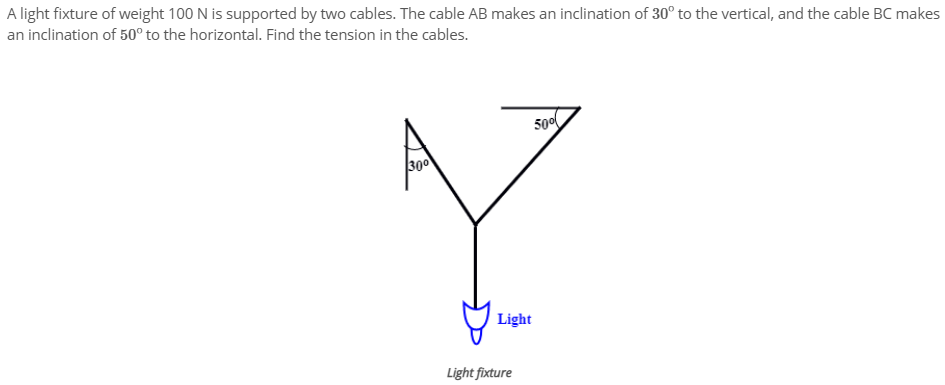 A light fixture of weight 100 N is supported by two cables. The cable AB makes an inclination of 30° to the vertical, and the cable BC makes
an inclination of 50° to the horizontal. Find the tension in the cables.
50°
30°
Light
Light fixture